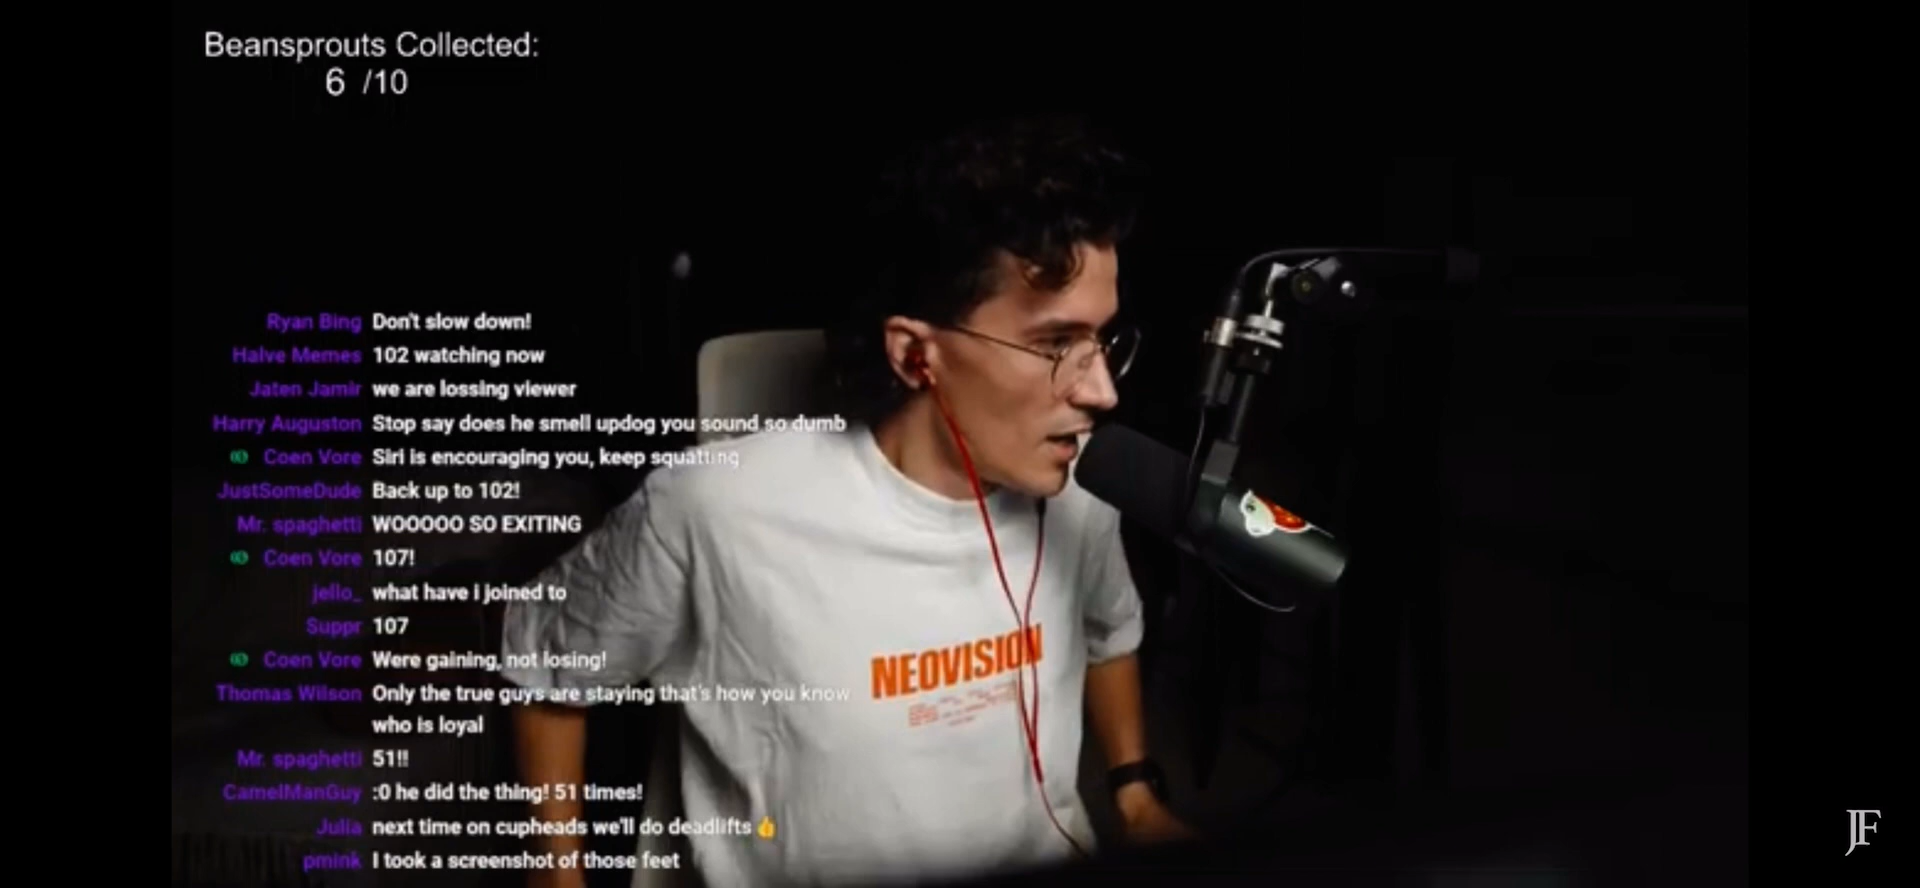 Beansprouts Collected:
6 /10
Ryan Bing Don't slow down!
Halve Memes 102 watching now
Jaten Jamir we are lossing viewer
Harry Auguston Stop say does he smell updog you sound so dumb
Coen Vore Siri is encouraging you, keep squatting
JustSomeDude Back up to 102!
Mr. spaghetti WOOOOO SO EXITING
Coen Vore 107!
jello_ what have i joined to
Suppr 107
Coen Vore Were gaining, not losing!
Thomas Wilson Only the true guys are staying that's how you know
who is loyal
Mr. spaghetti 51!!
CamelManGuy :0 he did the thing! 51 times!
Julia next time on cupheads we'll do deadlifts👍
pmink I took a screenshot of those feet
NEOVISION
JF